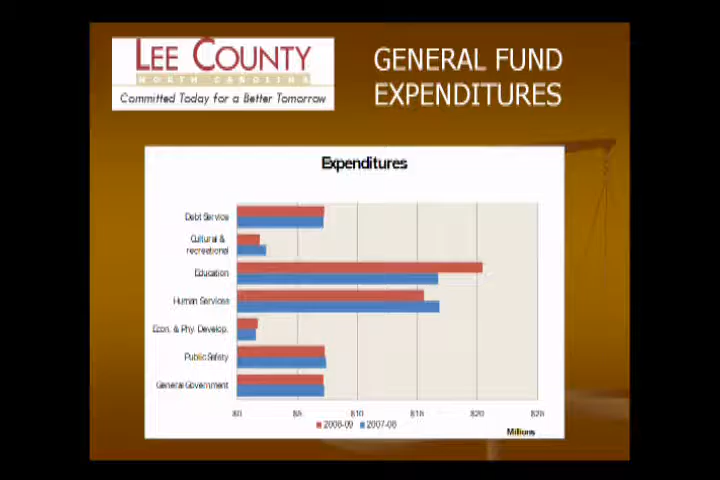 LEE COUNTY
NORTH CAROLINA
Committed Today for a Better Tomorrow
GENERAL FUND
EXPENDITURES
Expenditures
Debt Service
Cultural &
recreational
Education
Human Services
Econ. & Phy. Develop.
Public Safety
General Government
$0 $5 $10 $15 $20 $25
2008-09 2007-08
Millions